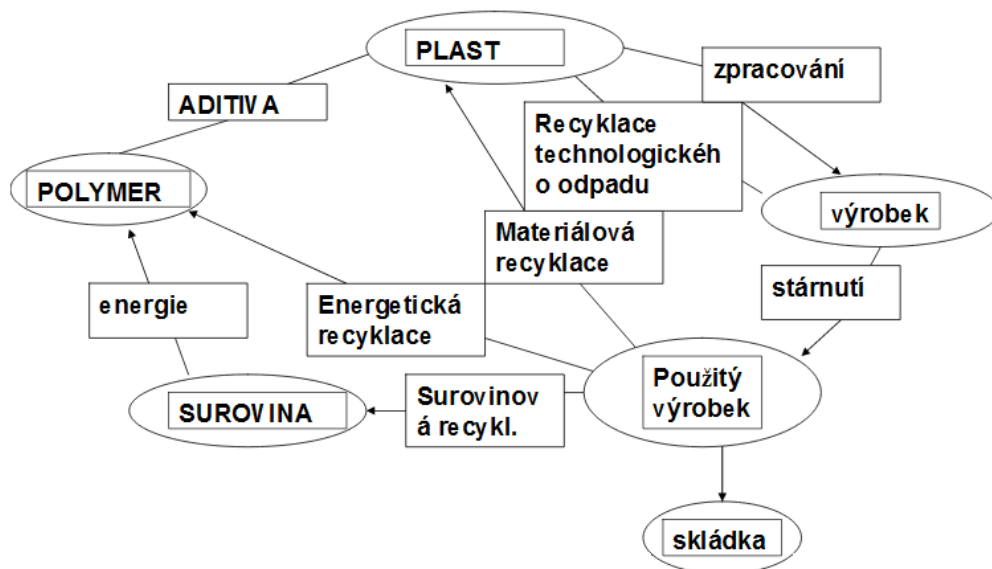 PLAST
zpracování
ADITIVA
Recyklace
technologickéh
o odpadu
POLYMER
výrobek
Materiálová
recyklace
energie
Energetická
recyklace
stárnutí
SUROVINA
Surovinov
á recykl.
Použitý
výrobek
skládka